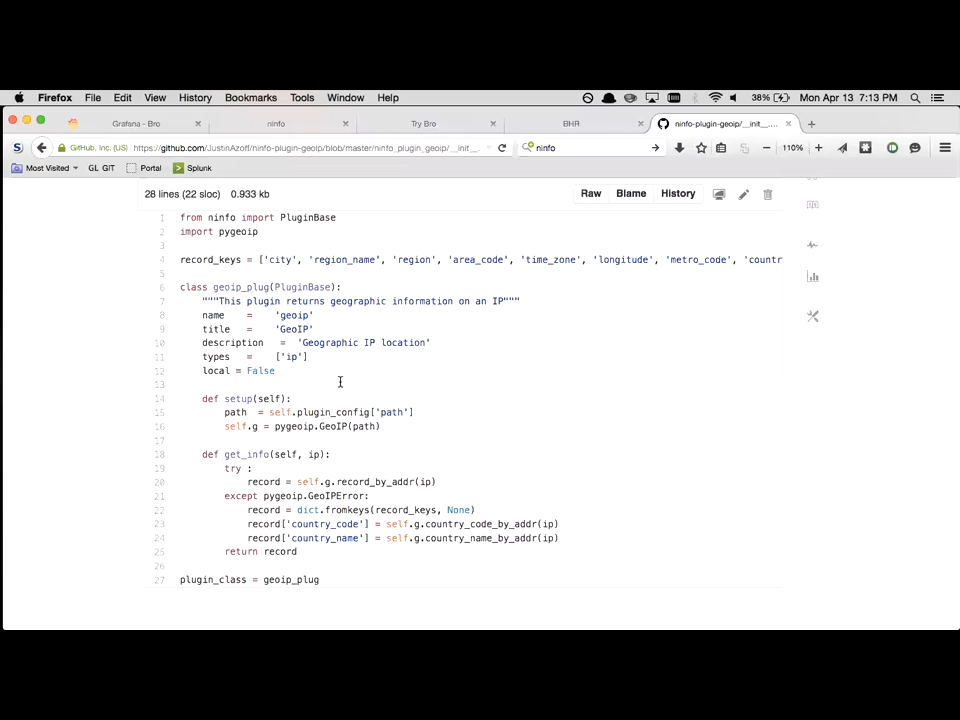 Firefox File Edit View History Bookmarks Tools Window Help 38% Mon Apr 13 7:13 PM
Grafana - Bro × ninfo × Try Bro × BHR × ninfo-plugin-geoip/__init__.... × +
GitHub, Inc. (US) https://github.com/JustinAzoff/ninfo-plugin-geoip/blob/master/ninfo_plugin_geoip/__init__. ninfo 110%
Most Visited GL GIT Portal Splunk
28 lines (22 sloc) 0.933 kb Raw Blame History
1 from ninfo import PluginBase
2 import pygeoip
3
4 record_keys = ['city', 'region_name', 'region', 'area_code', 'time_zone', 'longitude', 'metro_code', 'countr
5
6 class geoip_plug(PluginBase):
7 """This plugin returns geographic information on an IP"""
8 name = 'geoip'
9 title = 'GeoIP'
10 description = 'Geographic IP location'
11 types = ['ip']
12 local = False
13
14 def setup(self):
15 path = self.plugin_config['path']
16 self.g = pygeoip.GeoIP(path)
17
18 def get_info(self, ip):
19 try :
20 record = self.g.record_by_addr(ip)
21 except pygeoip.GeoIPError:
22 record = dict.fromkeys(record_keys, None)
23 record['country_code'] = self.g.country_code_by_addr(ip)
24 record['country_name'] = self.g.country_name_by_addr(ip)
25 return record
26
27 plugin_class = geoip_plug